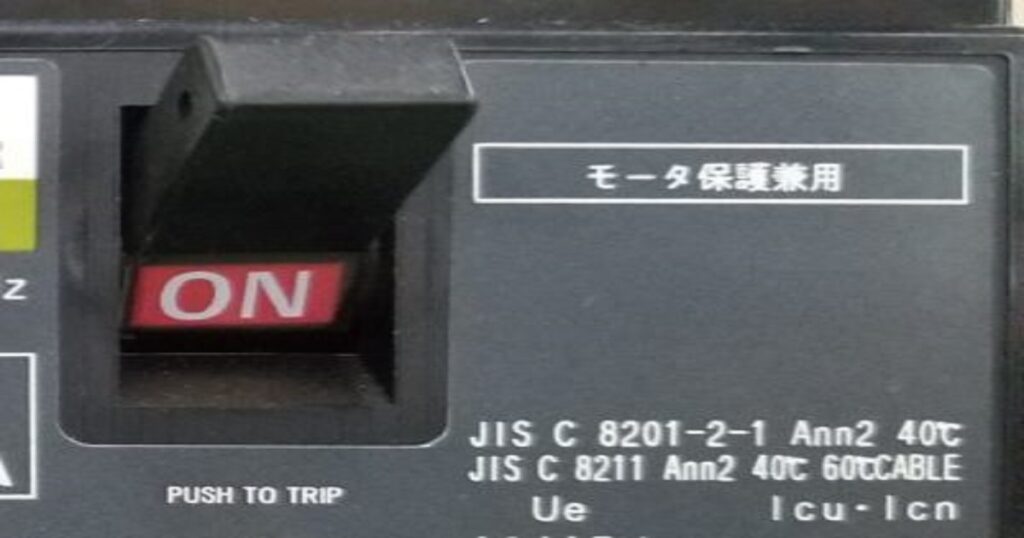 モータ保護兼用
ON
JIS C 8201-2-1 Ann2 40℃
JIS C 8211 Ann2 40℃ 60℃CABLE
PUSH TO TRIP
Ue Icu-Icn